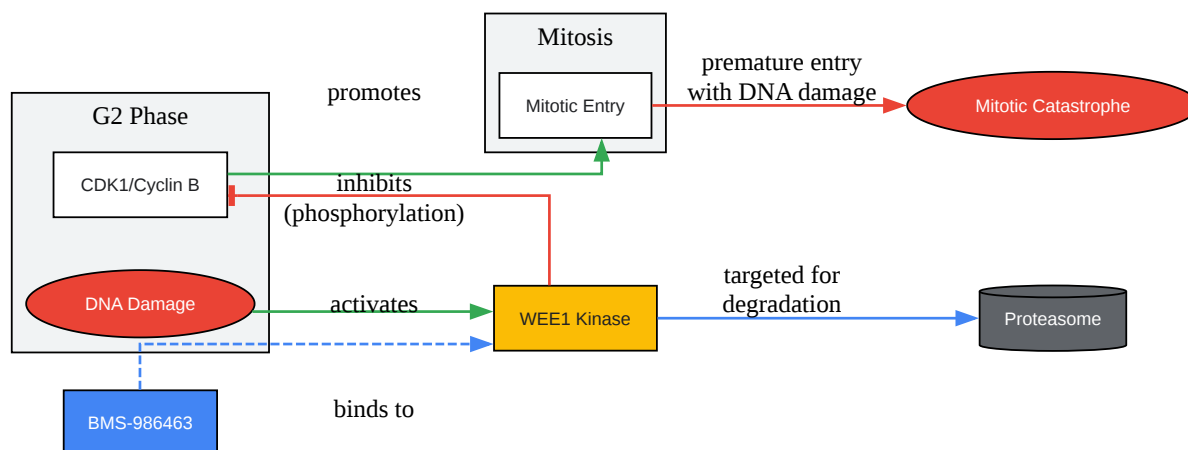 Mitosis
premature entry
with DNA damage
promotes
Mitotic Entry
Mitotic Catastrophe
G2 Phase
CDK1/Cyclin B
inhibits
(phosphorylation)
DNA Damage
activates
WEE1 Kinase
targeted for
degradation
Proteasome
BMS-986463
binds to